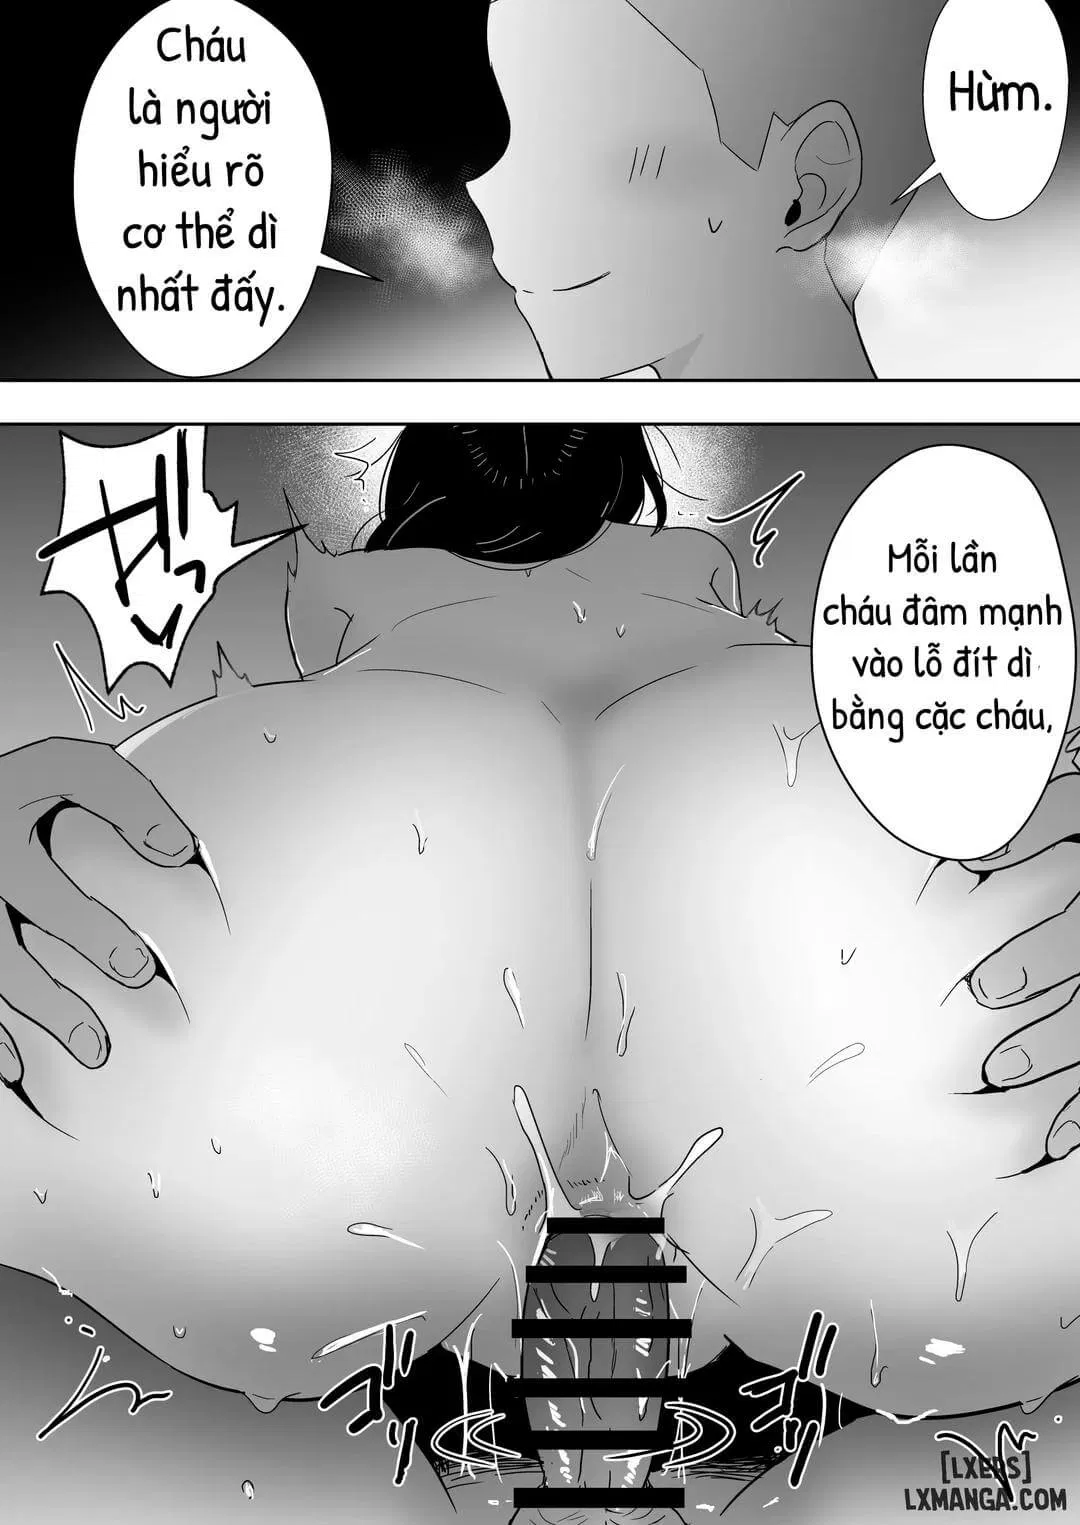 Hừm.
Cháu
là người
hiểu rõ
cơ thể dì
nhất đấy.
Mỗi lần
cháu đâm mạnh
vào lỗ đít dì
bằng cặc cháu,
[LXERS]
LXMANGA.COM